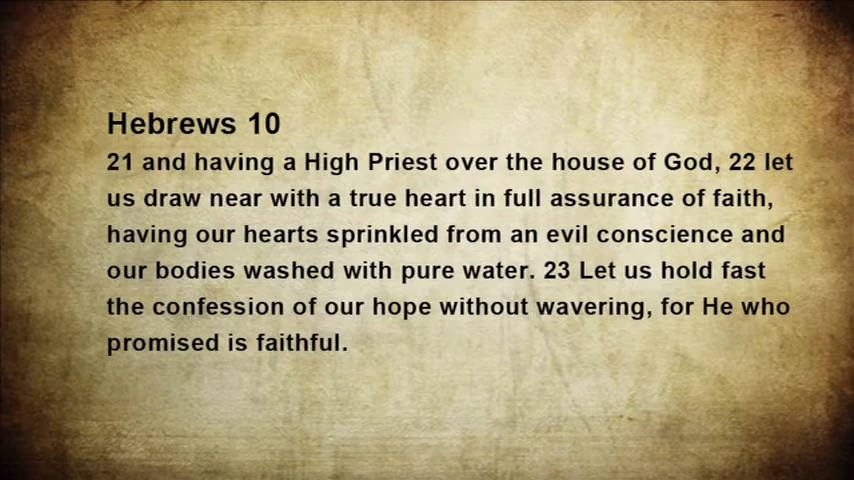 Hebrews 10
21 and having a High Priest over the house of God, 22 let
us draw near with a true heart in full assurance of faith,
having our hearts sprinkled from an evil conscience and
our bodies washed with pure water. 23 Let us hold fast
the confession of our hope without wavering, for He who
promised is faithful.